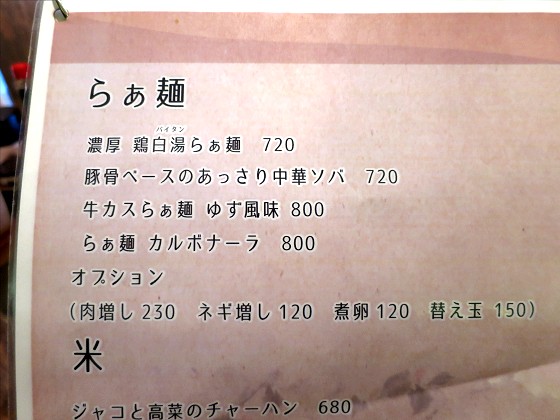 らぁ麺
濃厚 鶏白湯らぁ麺 720
パイタン
豚骨ベースのあっさり中華ソバ 720
牛カスらぁ麺 ゆず風味 800
らぁ麺 カルボナーラ 800
オプション
(肉増し 230 ネギ増し 120 煮卵 120 替え玉 150)
米
ジャコと高菜のチャーハン 680